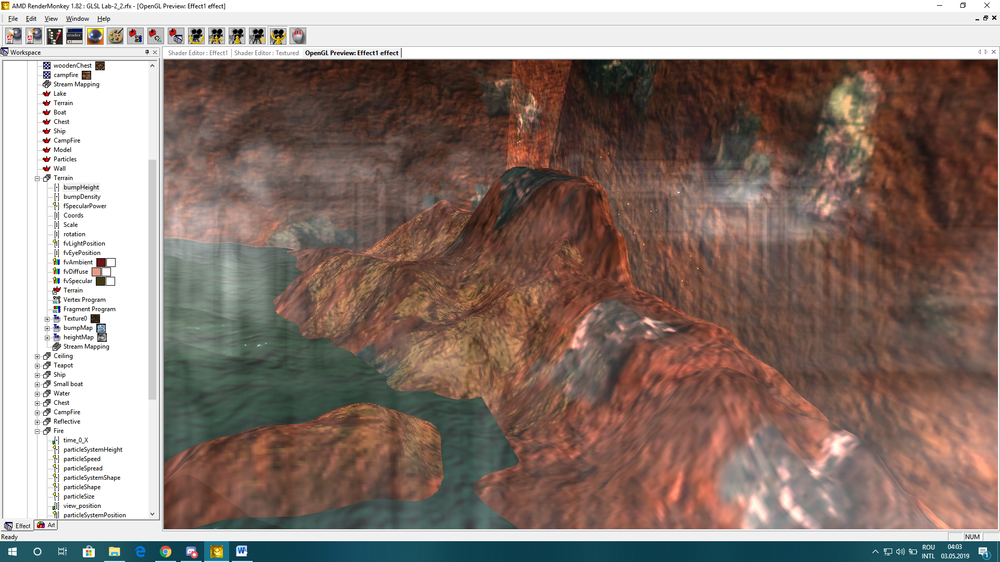 AMD RenderMonkey 1.82 : GLSL Lab-2_2.rfx - [OpenGL Preview: Effect1 effect]
File Edit View Window Help
render
Workspace
Shader Editor : Effect1 Shader Editor : Textured OpenGL Preview: Effect1 effect
woodenChest
campfire
Stream Mapping
Lake
Terrain
Boat
Chest
Ship
CampFire
Model
Particles
Wall
Terrain
bumpHeight
bumpDensity
fSpecularPower
Coords
Scale
rotation
fvLightPosition
fvEyePosition
fvAmbient
fvDiffuse
fvSpecular
Terrain
Vertex Program
Fragment Program
Texture0
bumpMap
heightMap
Stream Mapping
Ceiling
Teapot
Ship
Small boat
Water
Chest
CampFire
Reflective
Fire
time_0_X
particleSystemHeight
particleSpeed
particleSpread
particleSystemShape
particleShape
particleSize
view_position
particleSystemPosition
Effect Art
Ready
NUM
ROU
INTL
04:03
03.05.2019
1